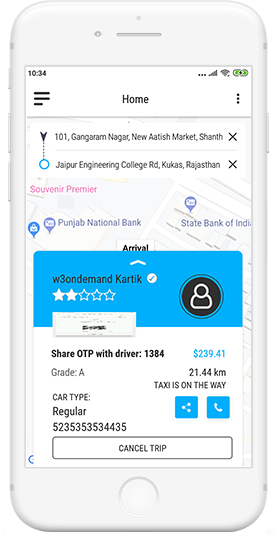 10:34
Home
101, Gangaram Nagar, New Aatish Market, Shanth
Jaipur Engineering College Rd, Kukas, Rajasthan
Souvenir Premier
Punjab National Bank
State Bank of Indi
Arrival
w3ondemand Kartik
Share OTP with driver: 1384 $239.41
Grade: A 21.44 km
TAXI IS ON THE WAY
CAR TYPE:
Regular
5235353534435
CANCEL TRIP